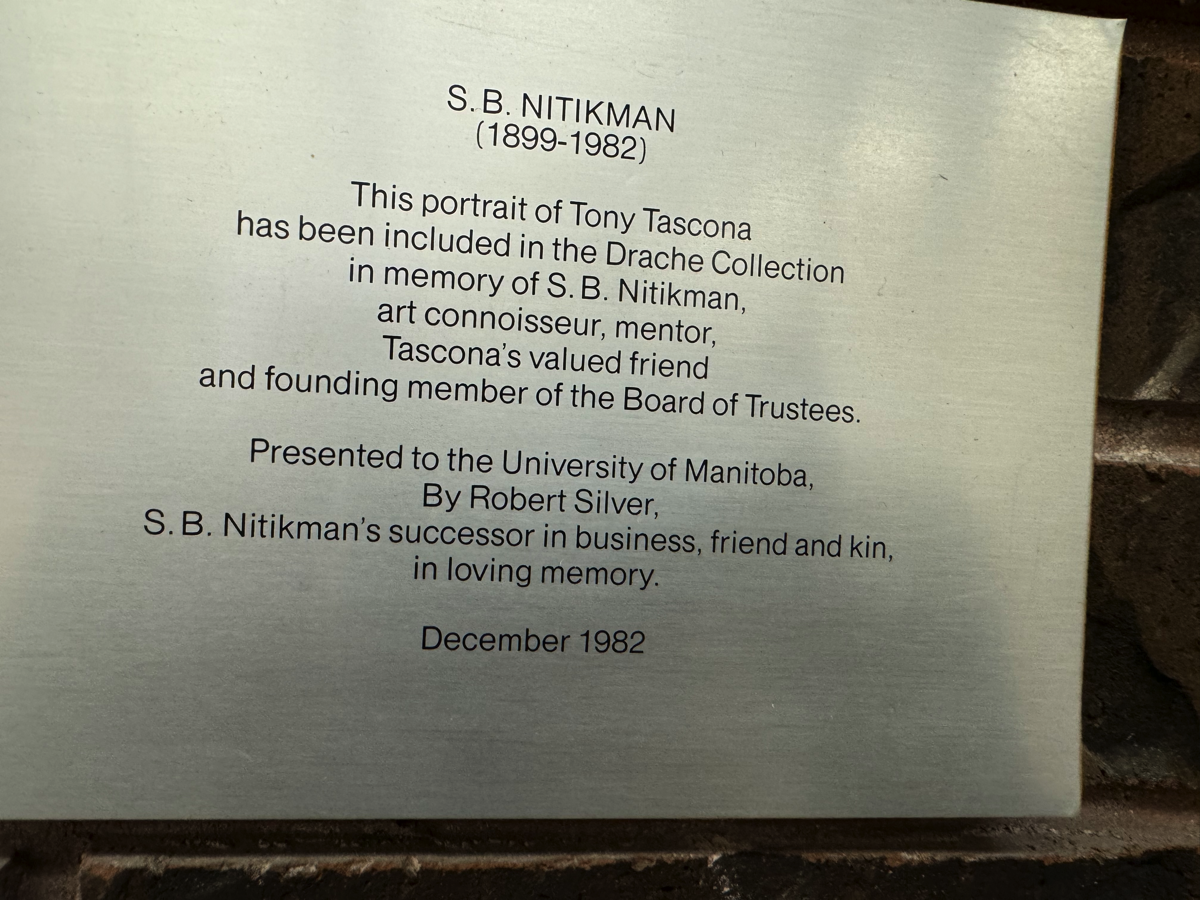 S. B. NITIKMAN
(1899-1982)
This portrait of Tony Tascona
has been included in the Drache Collection
in memory of S. B. Nitikman,
art connoisseur, mentor,
Tascona's valued friend
and founding member of the Board of Trustees.
Presented to the University of Manitoba,
By Robert Silver,
S. B. Nitikman's successor in business, friend and kin,
in loving memory.
December 1982